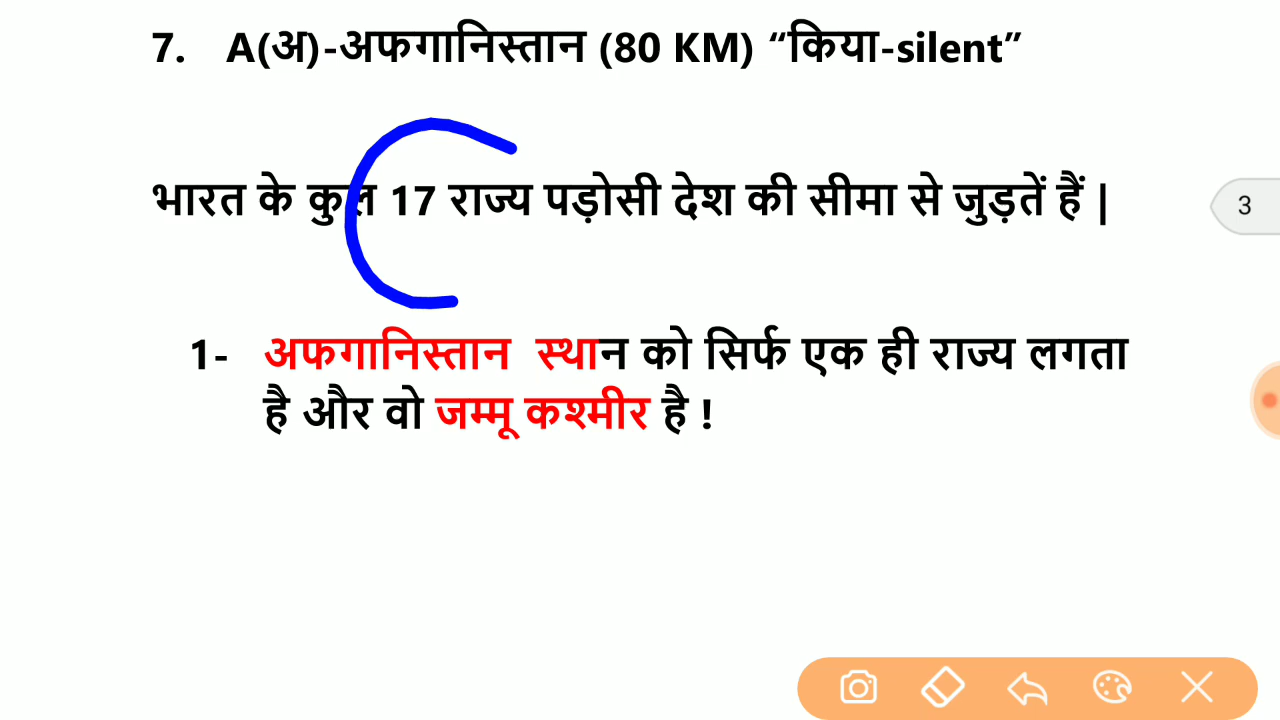 7. A(अ)-अफगानिस्तान (80 KM) “किया-silent”
भारत के कुल 17 राज्य पड़ोसी देश की सीमा से जुड़तें हैं |
3
1- अफगानिस्तान स्थान को सिर्फ एक ही राज्य लगता
है और वो जम्मू कश्मीर है !